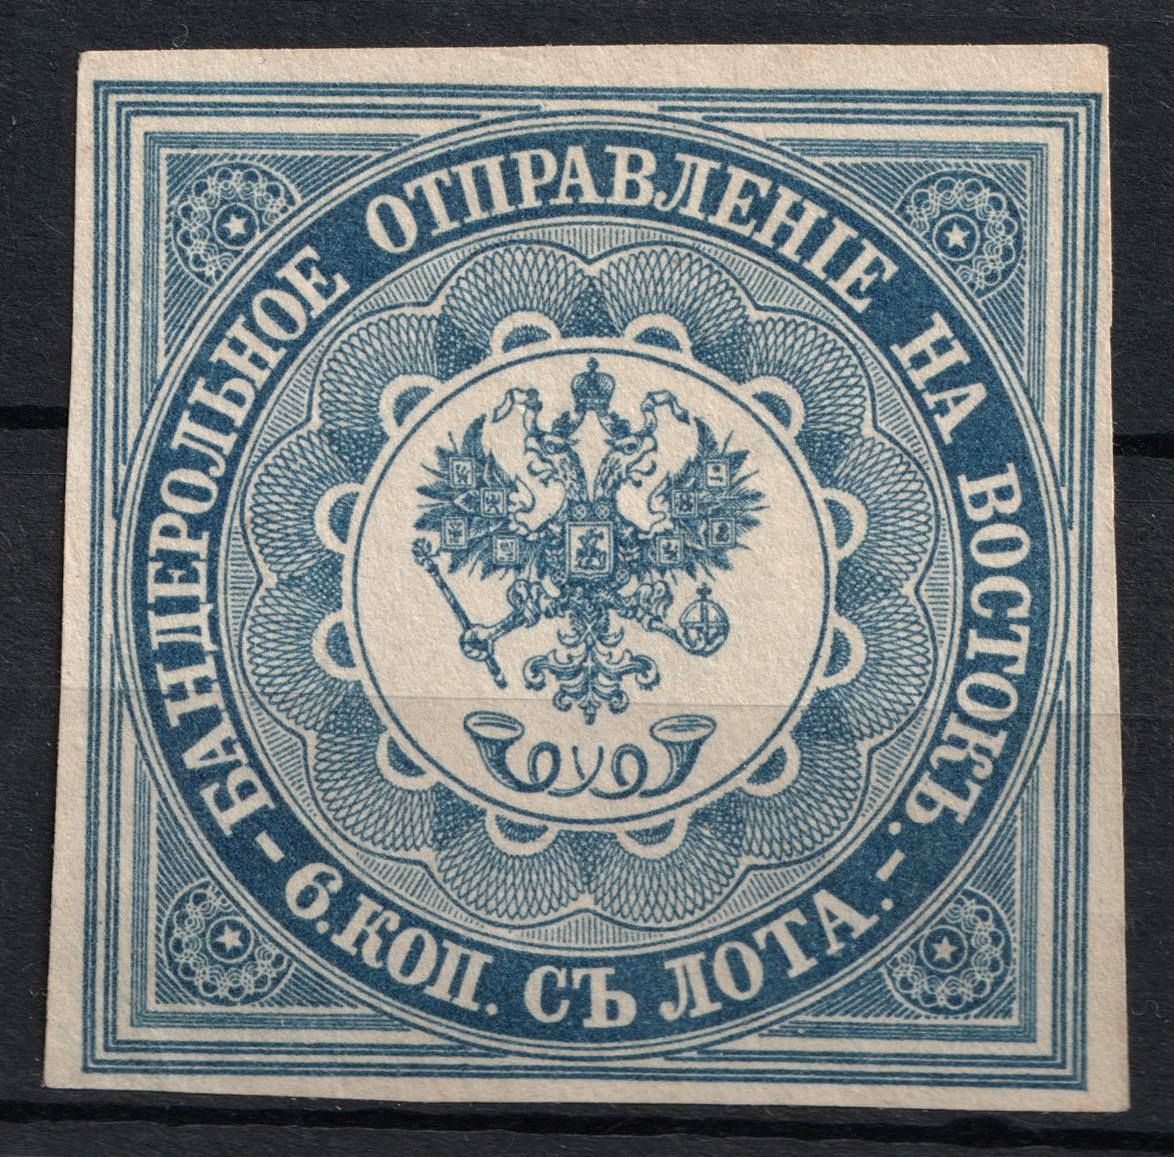 БАНДЕРОЛЬНОЕ ОТПРАВЛЕНІЕ НА ВОСТОКЪ.
– 6. КОП. СЪ ЛОТА. –